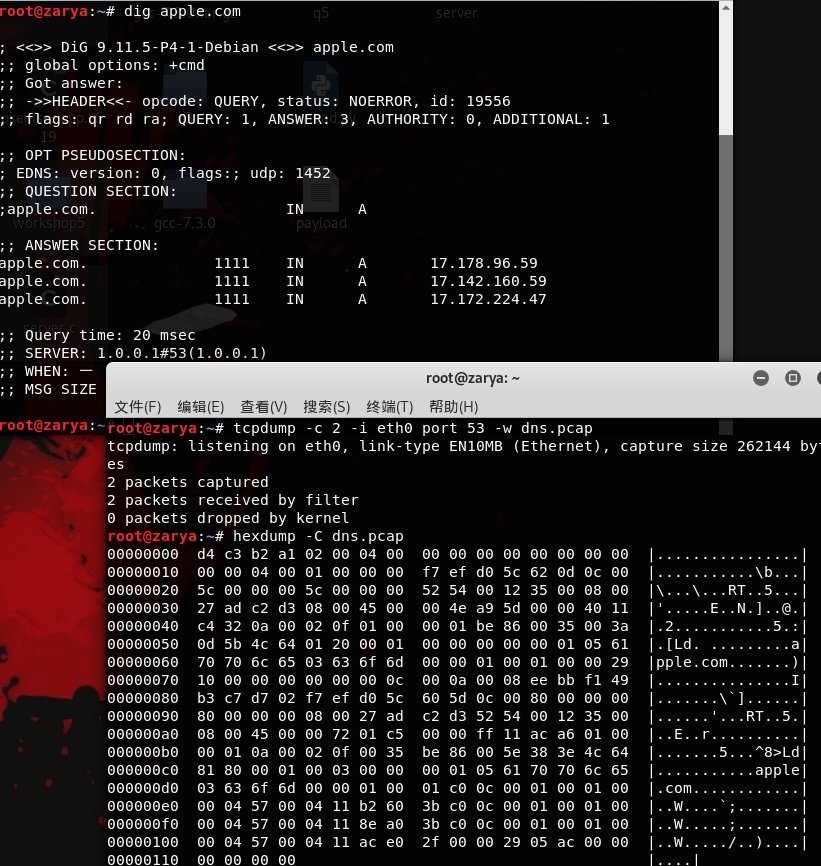 root@zarya:~# dig apple.com
q5
server
; <<>> DiG 9.11.5-P4-1-Debian <<>> apple.com
;; global options: +cmd
;; Got answer:
;; ->>HEADER<<- opcode: QUERY, status: NOERROR, id: 19556
;; flags: qr rd ra; QUERY: 1, ANSWER: 3, AUTHORITY: 0, ADDITIONAL: 1
19
;; OPT PSEUDOSECTION:
; EDNS: version: 0, flags:; udp: 1452
;; QUESTION SECTION:
;apple.com. IN A
workshop5 gcc-7.3.0 payload
;; ANSWER SECTION:
apple.com. 1111 IN A 17.178.96.59
apple.com. 1111 IN A 17.142.160.59
apple.com. 1111 IN A 17.172.224.47
server.c
;; Query time: 20 msec
;; SERVER: 1.0.0.1#53(1.0.0.1)
;; WHEN: 一
;; MSG SIZE
root@zarya:~#
root@zarya: ~
文件(F) 编辑(E) 查看(V) 搜索(S) 终端(T) 帮助(H)
root@zarya:~# tcpdump -c 2 -i eth0 port 53 -w dns.pcap
tcpdump: listening on eth0, link-type EN10MB (Ethernet), capture size 262144 byt
es
2 packets captured
2 packets received by filter
0 packets dropped by kernel
root@zarya:~# hexdump -C dns.pcap
00000000  d4 c3 b2 a1 02 00 04 00  00 00 00 00 00 00 00 00  |................|
00000010  00 00 04 00 01 00 00 00  f7 ef d0 5c 62 0d 0c 00  |...........\b...|
00000020  5c 00 00 00 5c 00 00 00  52 54 00 12 35 00 08 00  |\...\...RT..5...|
00000030  27 ad c2 d3 08 00 45 00  00 4e a9 5d 00 00 40 11  |'.....E..N.]..@.|
00000040  c4 32 0a 00 02 0f 01 00  00 01 be 86 00 35 00 3a  |.2...........5.:|
00000050  0d 5b 4c 64 01 20 00 01  00 00 00 00 00 01 05 61  |.[Ld. .........a|
00000060  70 70 6c 65 03 63 6f 6d  00 00 01 00 01 00 00 29  |pple.com.......)|
00000070  10 00 00 00 00 00 00 0c  00 0a 00 08 ee bb f1 49  |...............I|
00000080  b3 c7 d7 02 f7 ef d0 5c  60 5d 0c 00 80 00 00 00  |.......\`]......|
00000090  80 00 00 00 08 00 27 ad  c2 d3 52 54 00 12 35 00  |......'...RT..5.|
000000a0  08 00 45 00 00 72 01 c5  00 00 ff 11 ac a6 01 00  |..E..r..........|
000000b0  00 01 0a 00 02 0f 00 35  be 86 00 5e 38 3e 4c 64  |.......5...^8>Ld|
000000c0  81 80 00 01 00 03 00 00  00 01 05 61 70 70 6c 65  |...........apple|
000000d0  03 63 6f 6d 00 00 01 00  01 c0 0c 00 01 00 01 00  |.com............|
000000e0  00 04 57 00 04 11 b2 60  3b c0 0c 00 01 00 01 00  |..W....`;.......|
000000f0  00 04 57 00 04 11 8e a0  3b c0 0c 00 01 00 01 00  |..W.....;.......|
00000100  00 04 57 00 04 11 ac e0  2f 00 00 29 05 ac 00 00  |..W...../..)....|
00000110  00 00 00 00  |....|